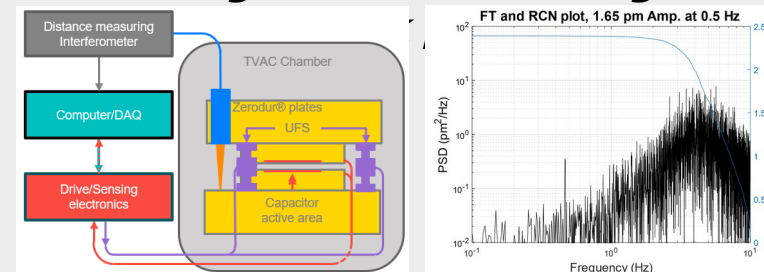 Distance measuring
Interferometer
TVAC Chamber
Zerodur® plates
Computer/DAQ
UFS
Drive/Sensing
electronics
Capacitor
active area
FT and RCN plot, 1.65 pm Amp. at 0.5 Hz
PSD (pm²/Hz)
10²
10¹
10⁰
10⁻¹
10⁻²
2.5
2
1.5
1
0.5
0
10⁻¹
10⁰
10¹
Frequency (Hz)